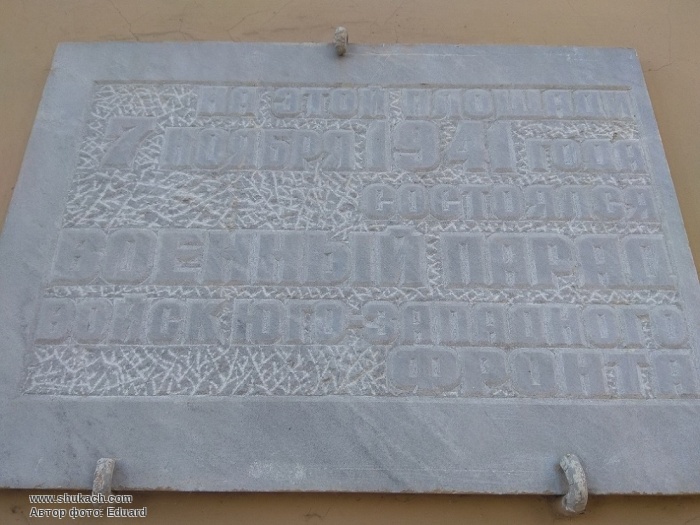 НА ЭТОЙ ПЛОЩАДИ
7 НОЯБРЯ 1941 ГОДА
СОСТОЯЛСЯ
ВОЕННЫЙ ПАРАД
ВОЙСК ЮГО-ЗАПАДНОГО
ФРОНТА
www.shukach.com
Автор фото: Eduard